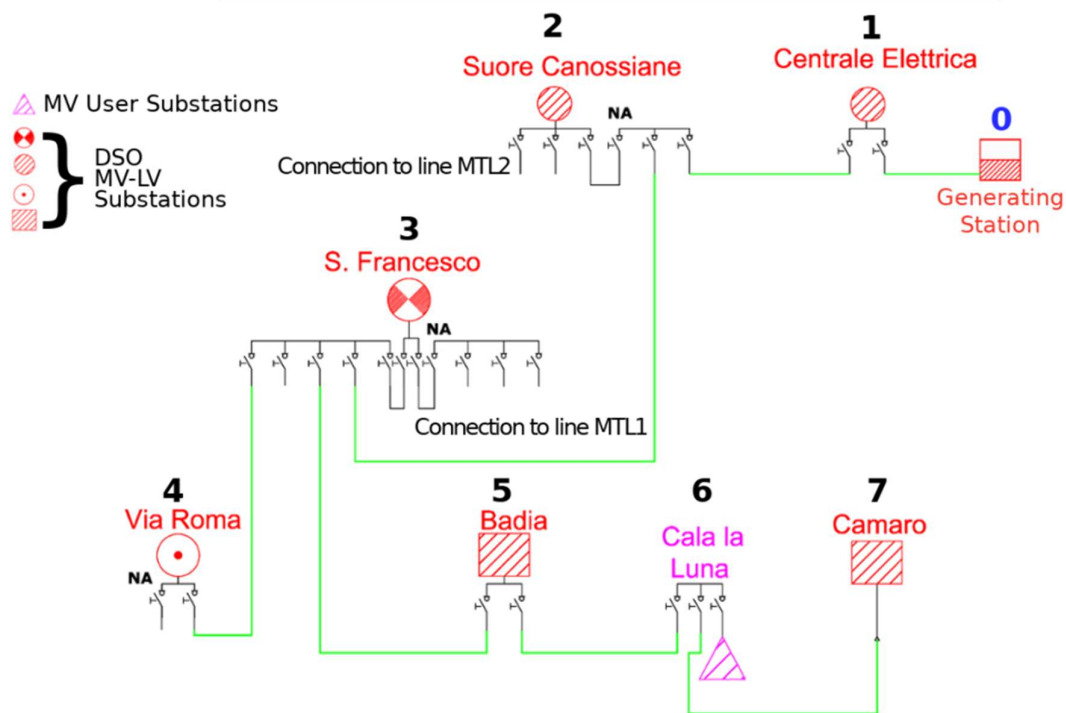 2
Suore Canossiane
1
Centrale Elettrica
0
Generating
Station
MV User Substations
DSO
MV-LV
Substations
NA
Connection to line MTL2
3
S. Francesco
NA
Connection to line MTL1
4
Via Roma
NA
5
Badia
6
Cala la
Luna
7
Camaro